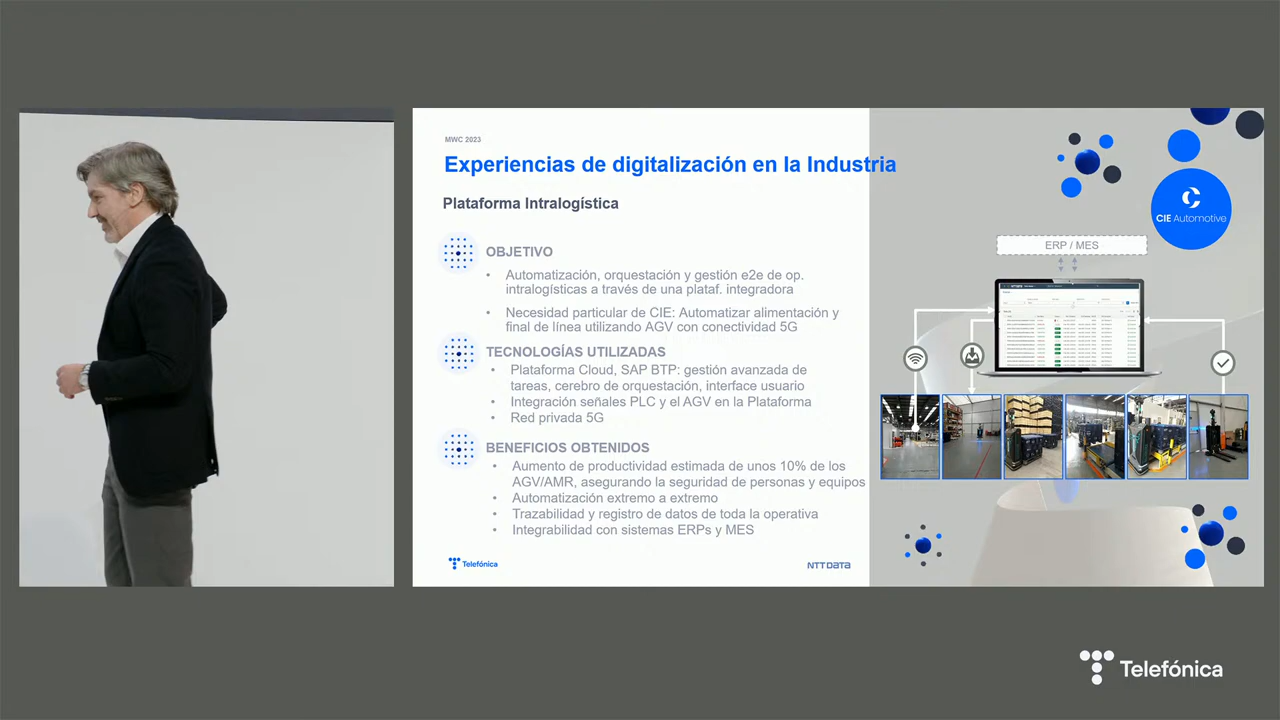 MWC 2023
Experiencias de digitalización en la Industria
Plataforma Intralogística
OBJETIVO
• Automatización, orquestación y gestión e2e de op.
intralogísticas a través de una plataf. integradora
• Necesidad particular de CIE: Automatizar alimentación y
final de línea utilizando AGV con conectividad 5G
TECNOLOGÍAS UTILIZADAS
• Plataforma Cloud, SAP BTP: gestión avanzada de
tareas, cerebro de orquestación, interface usuario
• Integración señales PLC y el AGV en la Plataforma
• Red privada 5G
BENEFICIOS OBTENIDOS
• Aumento de productividad estimada de unos 10% de los
AGV/AMR, asegurando la seguridad de personas y equipos
• Automatización extremo a extremo
• Trazabilidad y registro de datos de toda la operativa
• Integrabilidad con sistemas ERPs y MES
Telefónica
NTT DATA
CIE Automotive
ERP / MES
Telefónica